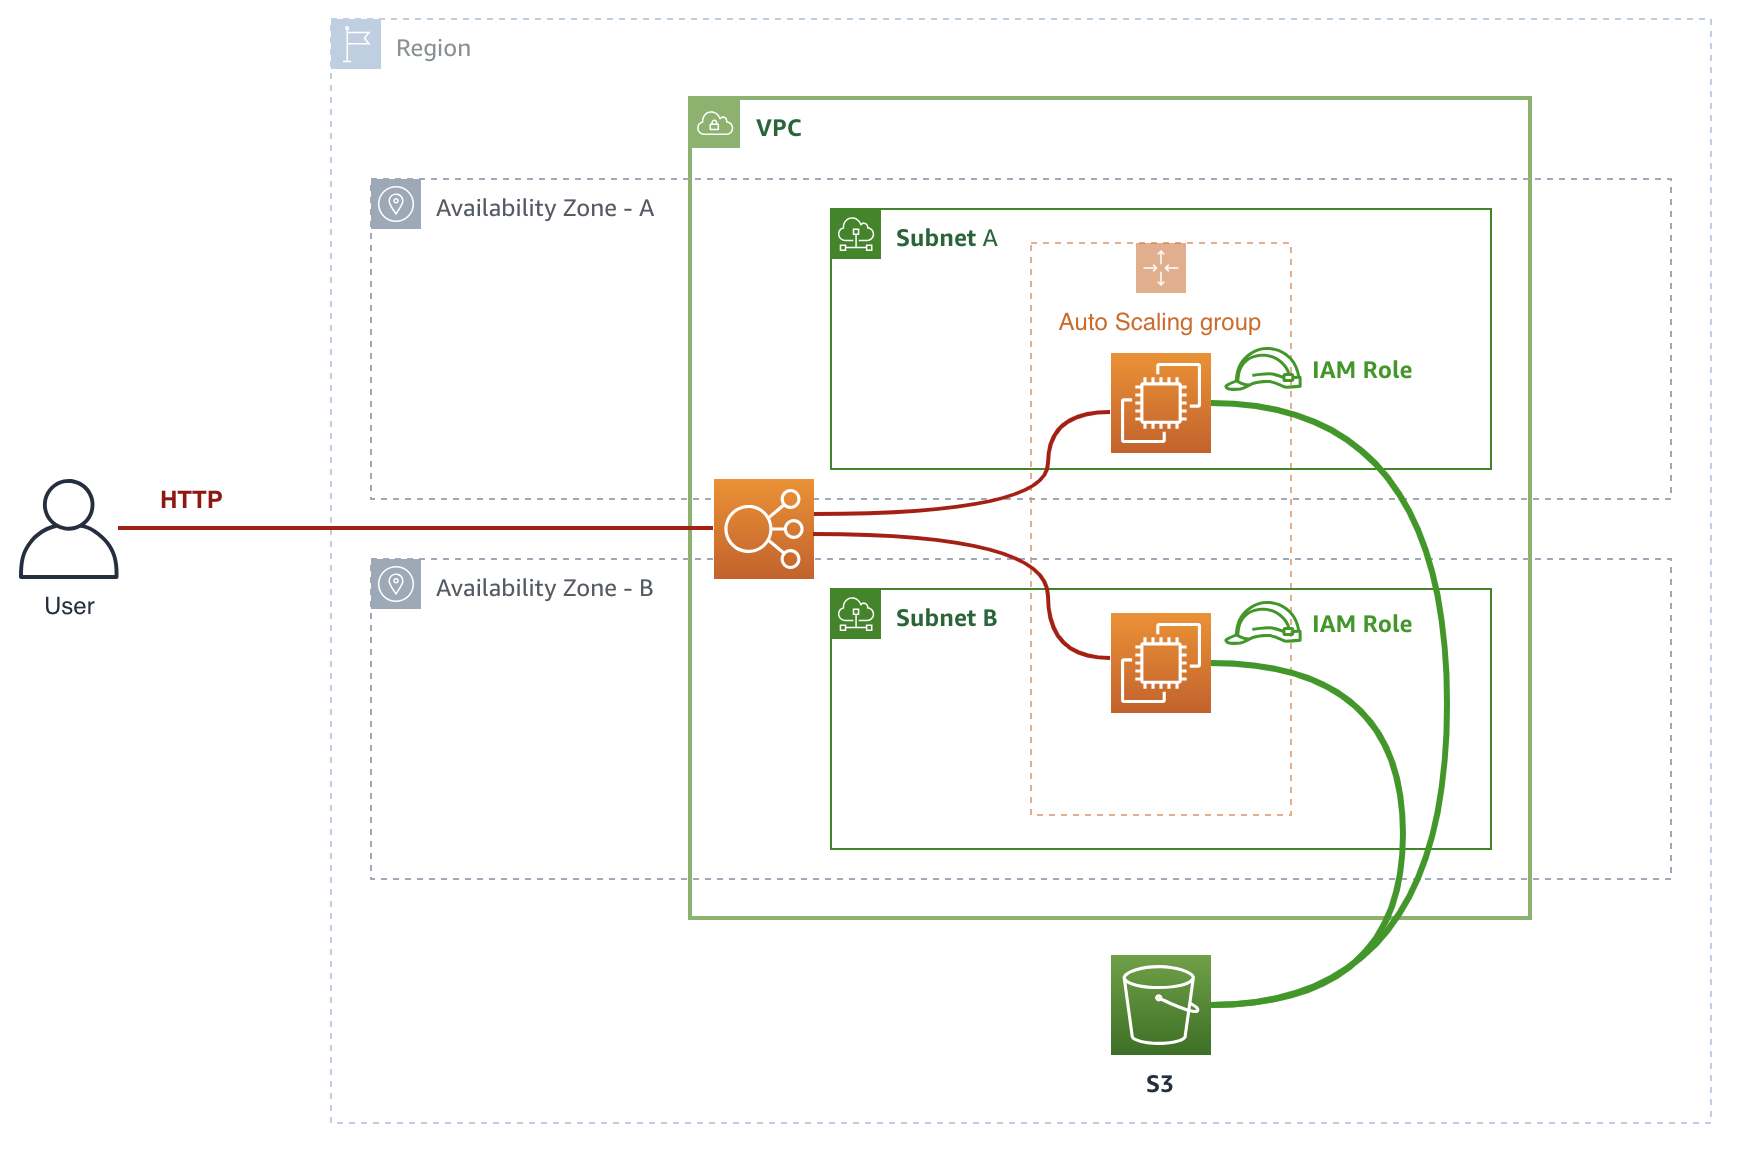 Region
VPC
Availability Zone - A
Subnet A
Auto Scaling group
IAM Role
HTTP
User
Availability Zone - B
Subnet B
IAM Role
S3